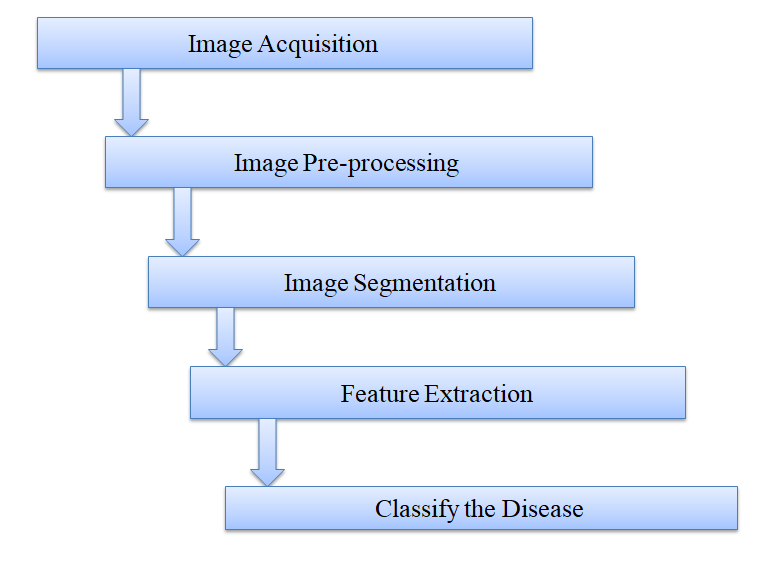 Image Acquisition
Image Pre-processing
Image Segmentation
Feature Extraction
Classify the Disease